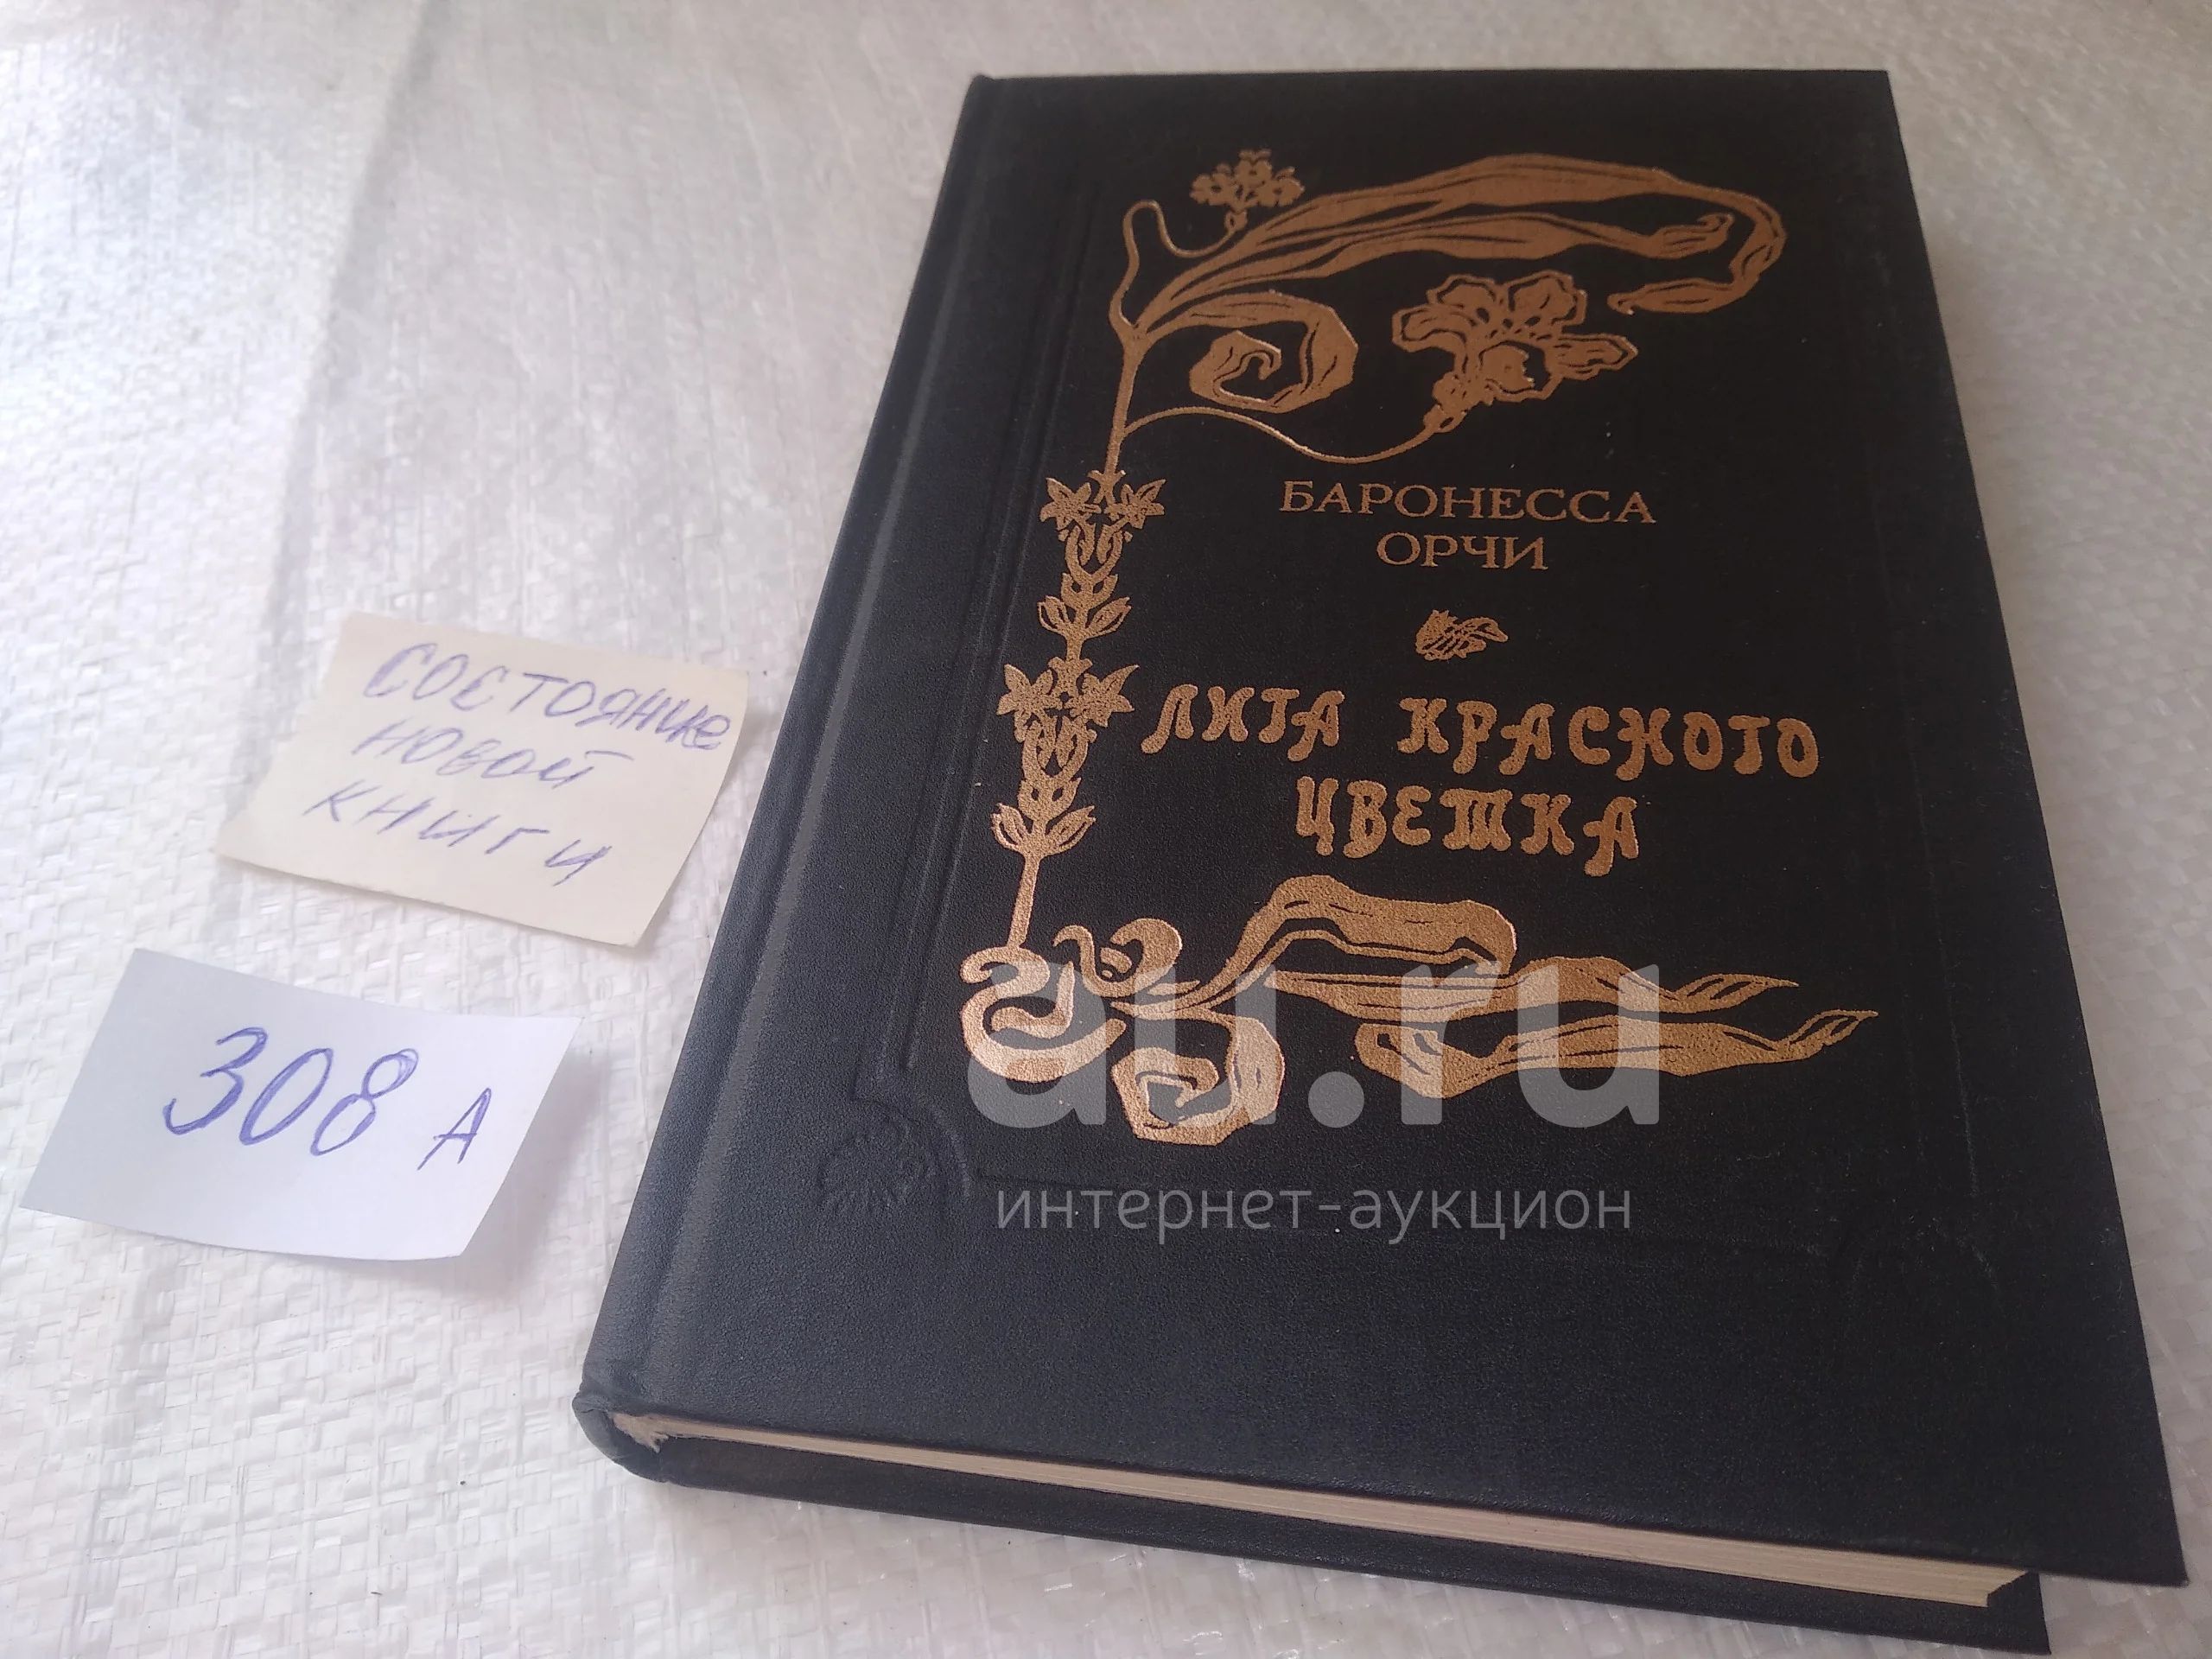 БАРОНЕССА
ОРЧИ
ЛИГА КРАСНОГО
ЦВЕТКА
СОСТОЯНИЕ
НОВОЙ
КНИГИ
308 А
au.ru
интернет-аукцион